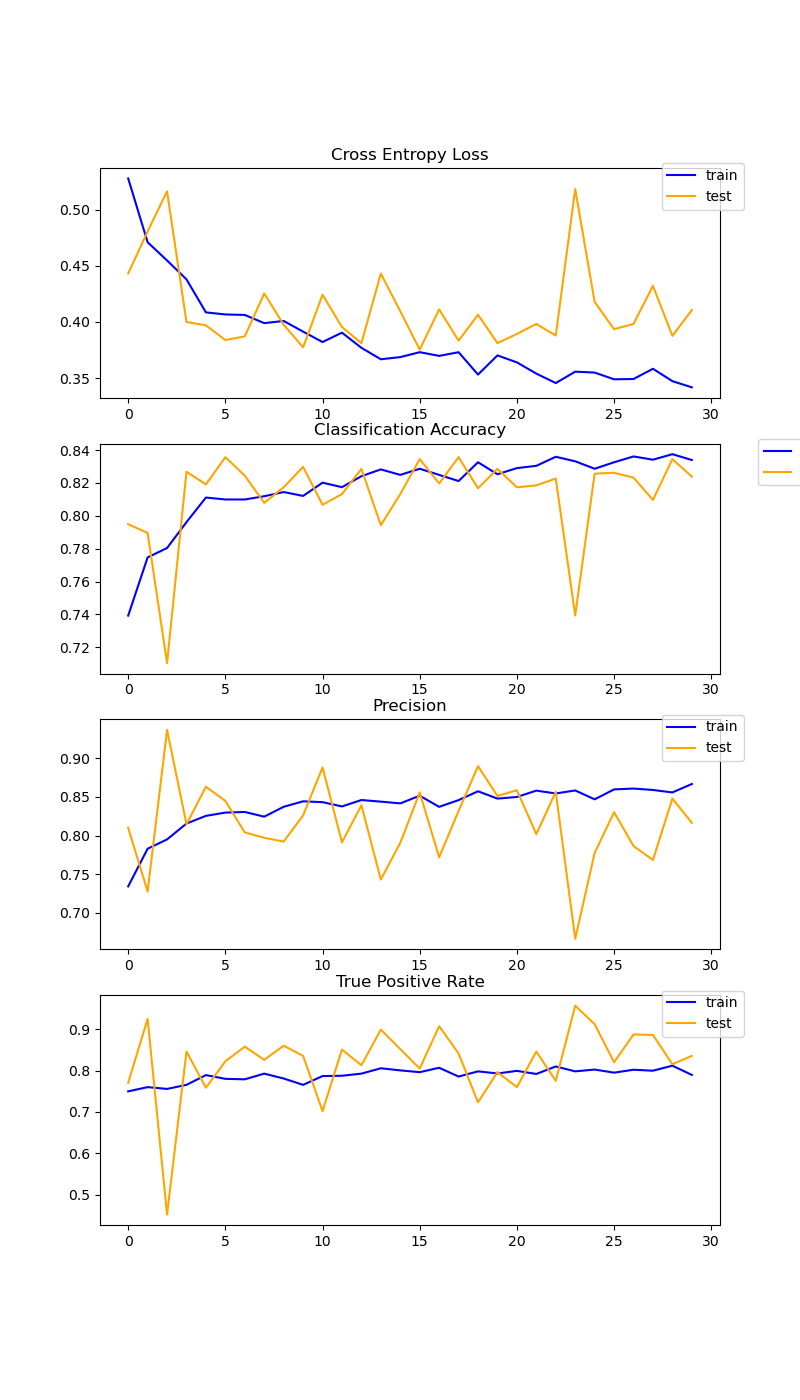 Cross Entropy Loss
train
test
0.50
0.45
0.40
0.35
0 5 10 15 20 25 30
Classification Accuracy
0.84
0.82
0.80
0.78
0.76
0.74
0.72
0 5 10 15 20 25 30
Precision
train
test
0.90
0.85
0.80
0.75
0.70
0 5 10 15 20 25 30
True Positive Rate
train
test
0.9
0.8
0.7
0.6
0.5
0 5 10 15 20 25 30